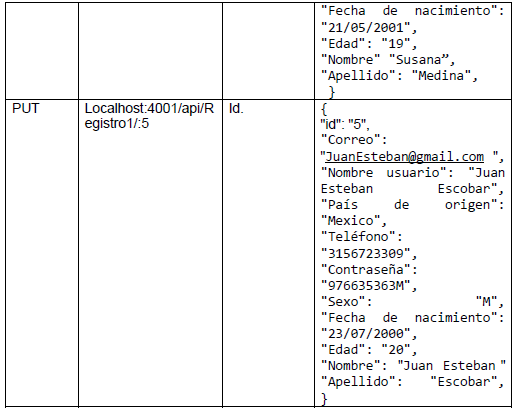 "Fecha de nacimiento":
"21/05/2001",
"Edad": "19",
"Nombre" "Susana”,
"Apellido": "Medina",
}
PUT
Localhost:4001/api/R
egistro1/:5
Id.
{
"id": "5",
"Correo":
"JuanEsteban@gmail.com ",
"Nombre usuario": "Juan
Esteban Escobar",
"País de origen":
"Mexico",
"Teléfono":
"3156723309",
"Contraseña":
"976635363M",
"Sexo": "M",
"Fecha de nacimiento":
"23/07/2000",
"Edad": "20",
"Nombre": "Juan Esteban "
"Apellido": "Escobar",
}